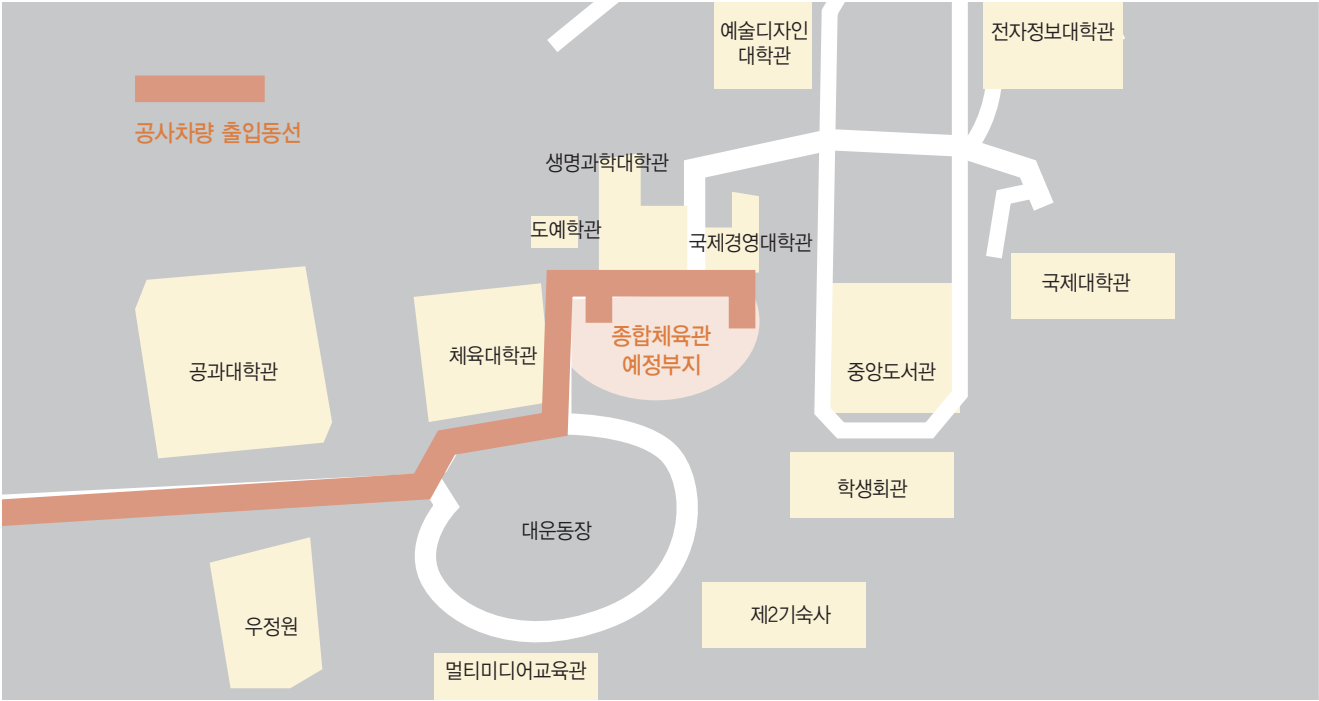 예술디자인
대학관
전자정보대학관
공사차량 출입동선
생명과학대학관
도예학관
국제경영대학관
국제대학관
종합체육관
예정부지
체육대학관
공과대학관
중앙도서관
학생회관
대운동장
제2기숙사
우정원
멀티미디어교육관